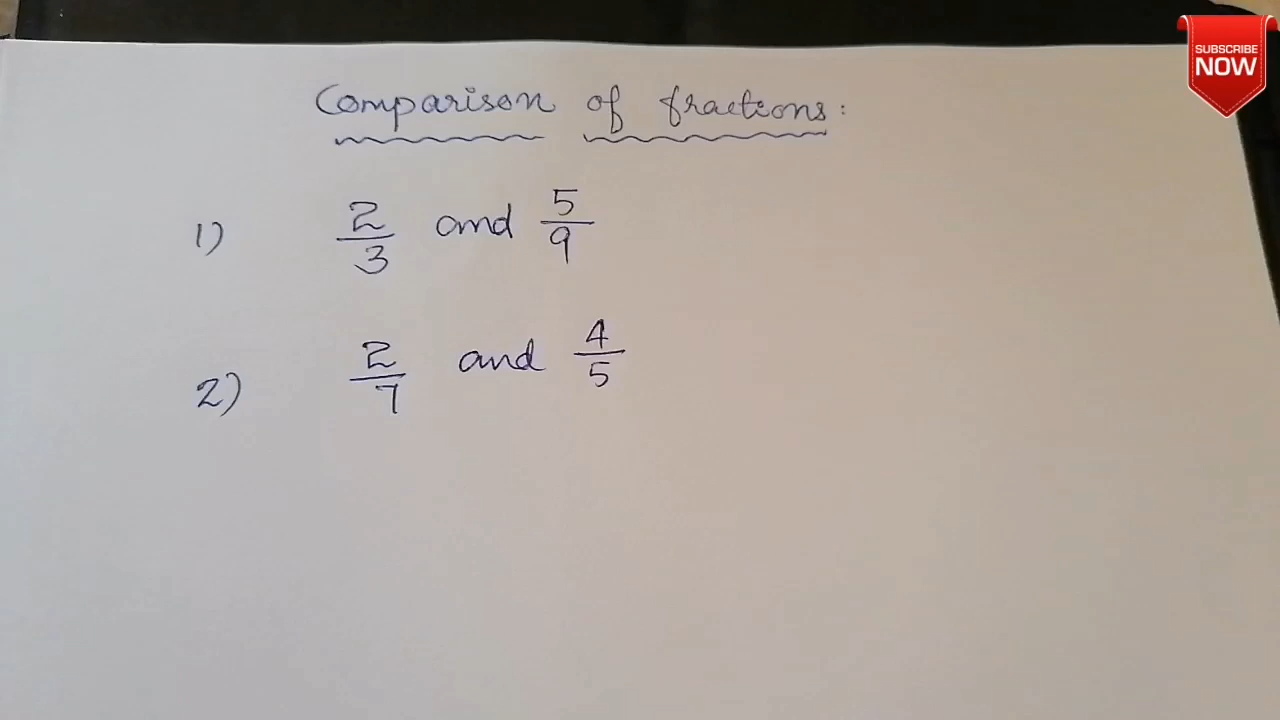 Comparison of fractions:
1) 2/3 and 5/9
2) 2/7 and 4/5
SUBSCRIBE
NOW